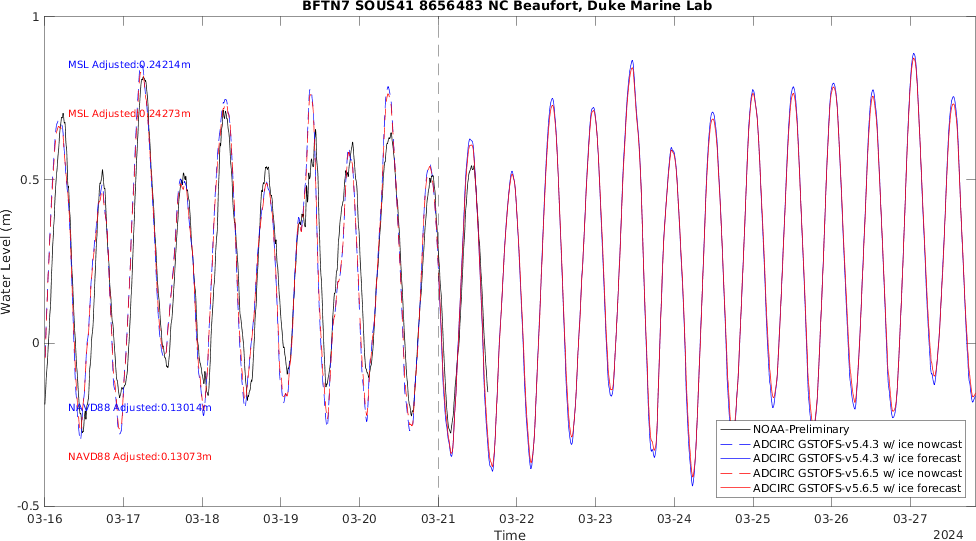 BFTN7 SOUS41 8656483 NC Beaufort, Duke Marine Lab
1
MSL Adjusted:0.24214m
MSL Adjusted:0.24273m
0.5
Water Level (m)
0
NAVD88 Adjusted:0.13014m
NAVD88 Adjusted:0.13073m
-0.5
NOAA-Preliminary
ADCIRC GSTOFS-v5.4.3 w/ ice nowcast
ADCIRC GSTOFS-v5.4.3 w/ ice forecast
ADCIRC GSTOFS-v5.6.5 w/ ice nowcast
ADCIRC GSTOFS-v5.6.5 w/ ice forecast
03-16 03-17 03-18 03-19 03-20 03-21 03-22 03-23 03-24 03-25 03-26 03-27
Time
2024